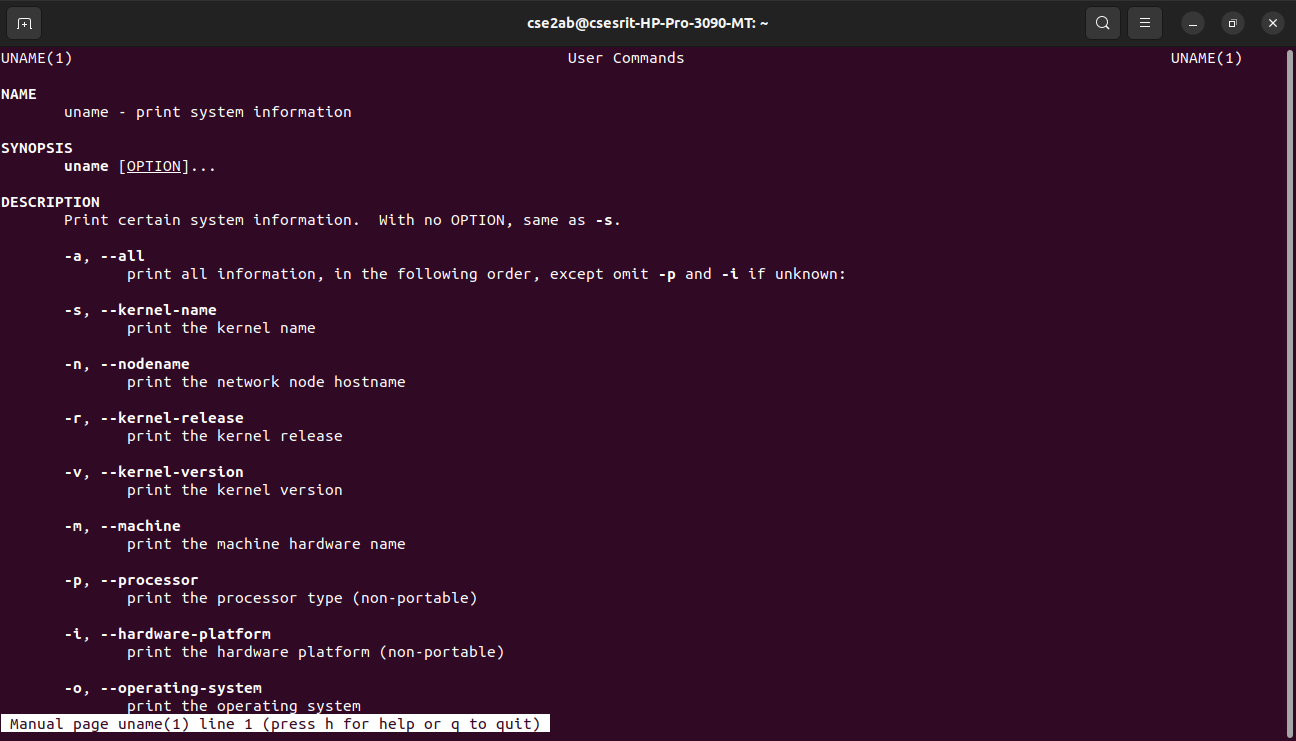 cse2ab@csesrit-HP-Pro-3090-MT: ~
UNAME(1) User Commands UNAME(1)
NAME
uname - print system information
SYNOPSIS
uname [OPTION]...
DESCRIPTION
Print certain system information.  With no OPTION, same as -s.
-a, --all
print all information, in the following order, except omit -p and -i if unknown:
-s, --kernel-name
print the kernel name
-n, --nodename
print the network node hostname
-r, --kernel-release
print the kernel release
-v, --kernel-version
print the kernel version
-m, --machine
print the machine hardware name
-p, --processor
print the processor type (non-portable)
-i, --hardware-platform
print the hardware platform (non-portable)
-o, --operating-system
print the operating system
Manual page uname(1) line 1 (press h for help or q to quit)